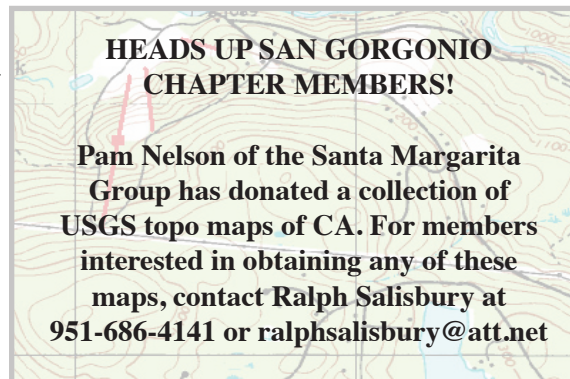 HEADS UP SAN GORGONIO
CHAPTER MEMBERS!
Pam Nelson of the Santa Margarita
Group has donated a collection of
USGS topo maps of CA. For members
interested in obtaining any of these
maps, contact Ralph Salisbury at
951-686-4141 or ralphsalisbury@att.net